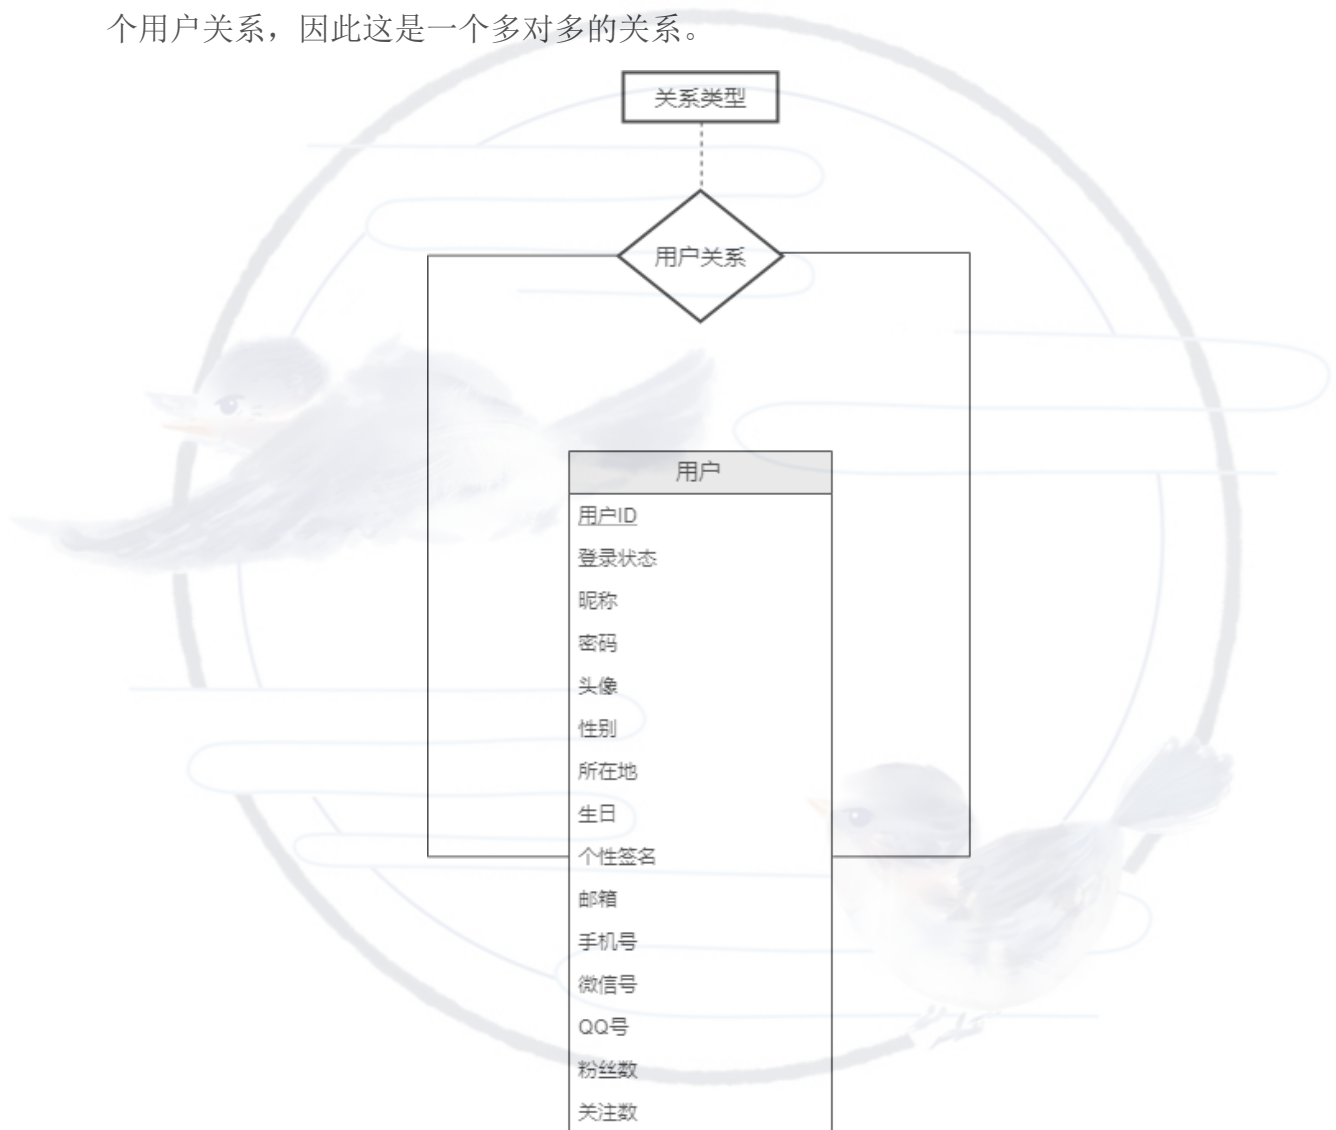 个用户关系，因此这是一个多对多的关系。
关系类型
用户关系
用户
用户ID
登录状态
昵称
密码
头像
性别
所在地
生日
个性签名
邮箱
手机号
微信号
QQ号
粉丝数
关注数